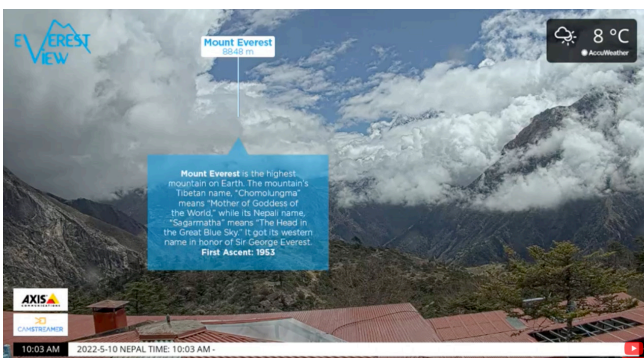 EVEREST
VIEW
Mount Everest
8848 m
8 °C
AccuWeather
Mount Everest is the highest
mountain on Earth. The mountain's
Tibetan name, "Chomolungma"
means "Mother of Goddess of
the World," while its Nepali name,
"Sagarmatha" means "The Head in
the Great Blue Sky." It got its western
name in honor of Sir George Everest.
First Ascent: 1953
AXIS
COMMUNICATIONS
CAMSTREAMER
10:03 AM 2022-5-10 NEPAL TIME: 10:03 AM -